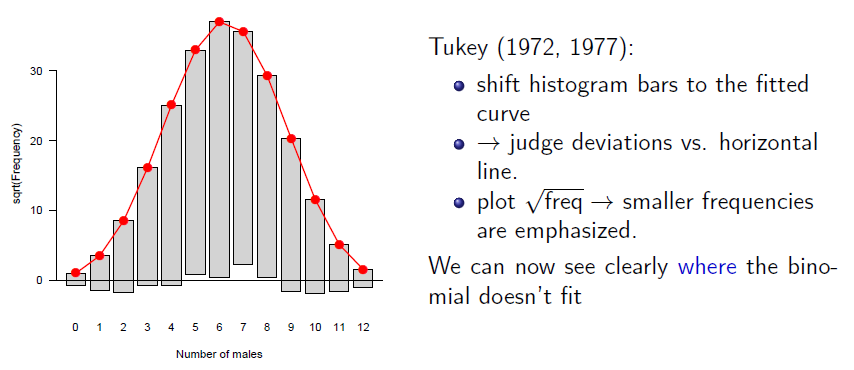 Tukey (1972, 1977):
shift histogram bars to the fitted
curve
→ judge deviations vs. horizontal
line.
plot √freq → smaller frequencies
are emphasized.
We can now see clearly where the bino-
mial doesn't fit
sqrt(Frequency)
30
20
10
0
0 1 2 3 4 5 6 7 8 9 10 11 12
Number of males